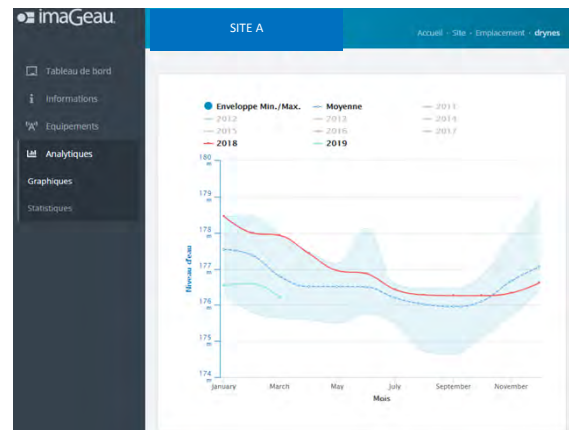 imaGeau
SITE A
Accueil - Site - Emplacement - drynes
Tableau de bord
Informations
Equipements
Analytiques
Graphiques
Statistiques
Enveloppe Min./Max.
Moyenne
2011
2012
2013
2014
2015
2016
2017
2018
2019
180
m
179
m
178
m
177
m
176
m
175
m
174
m
Niveau d'eau
January
March
May
July
September
November
Mois